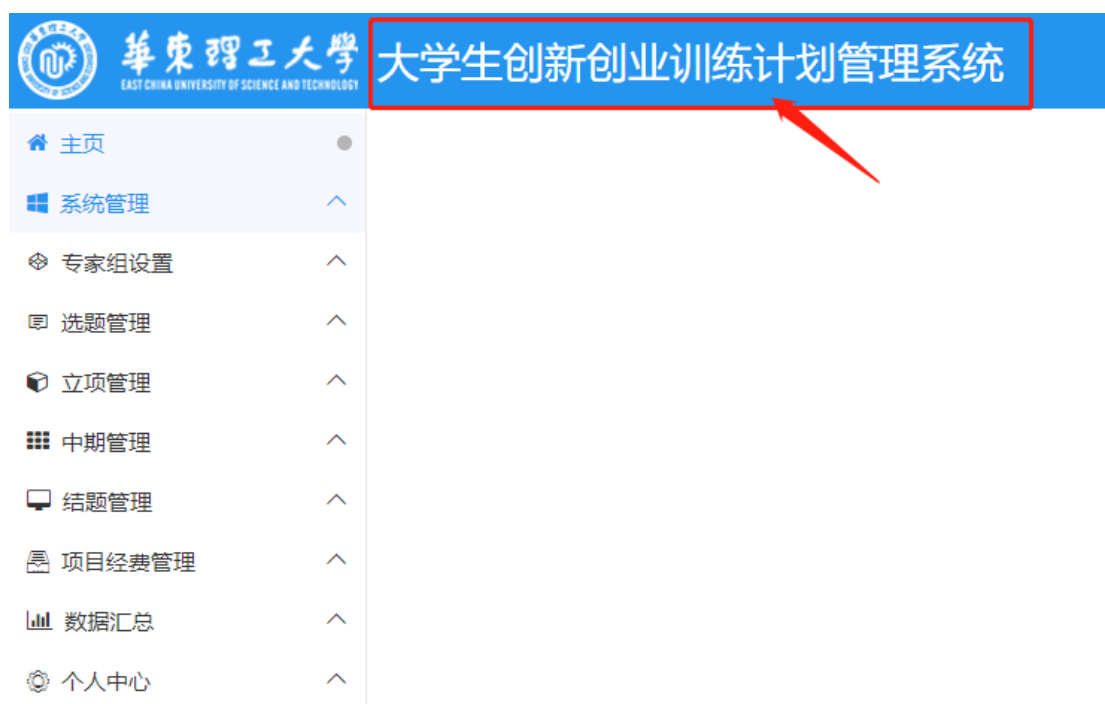 華東理工大學
EAST CHINA UNIVERSITY OF SCIENCE AND TECHNOLOGY
大学生创新创业训练计划管理系统
主页
系统管理
专家组设置
选题管理
立项管理
中期管理
结题管理
项目经费管理
数据汇总
个人中心